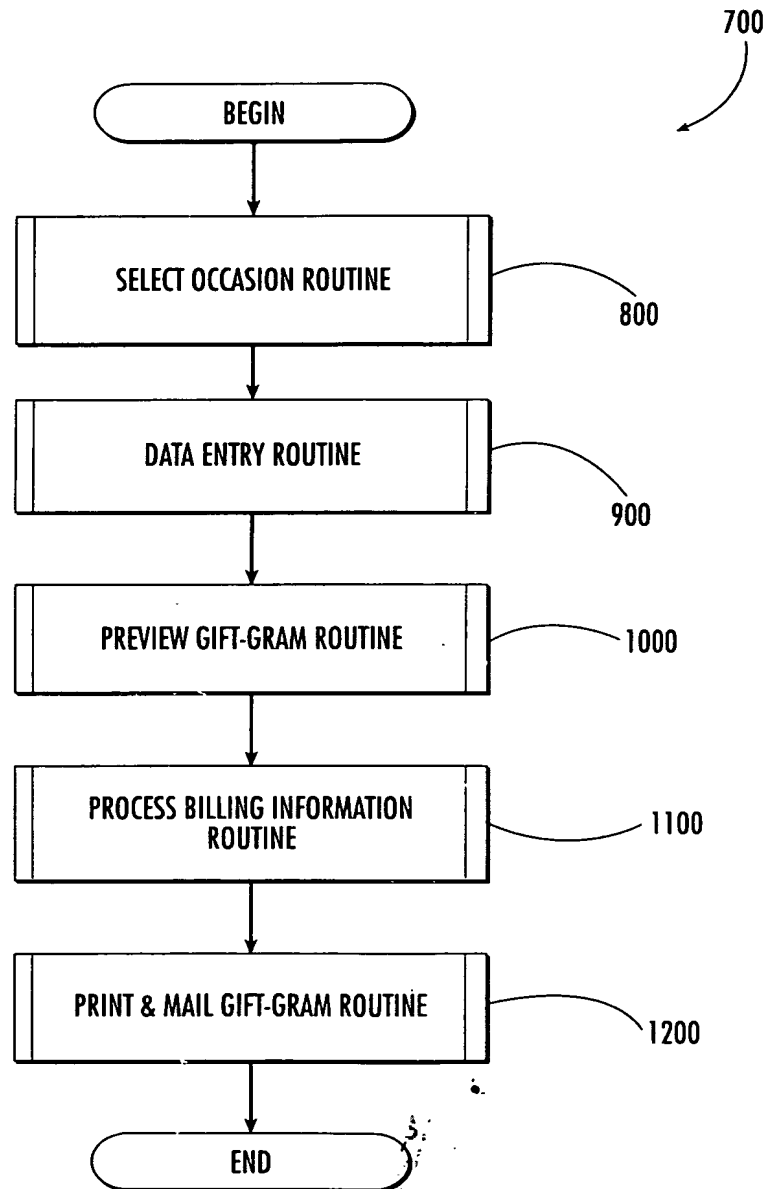 700
BEGIN
SELECT OCCASION ROUTINE
800
DATA ENTRY ROUTINE
900
PREVIEW GIFT-GRAM ROUTINE
1000
PROCESS BILLING INFORMATION
ROUTINE
1100
PRINT & MAIL GIFT-GRAM ROUTINE
1200
END